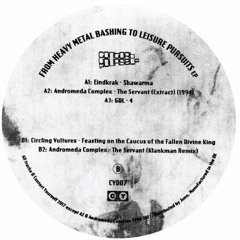 FROM HEAVY METAL BASHING TO LEISURE PURSUITS EP
A1: Eindkrak - Shawarma
A2: Andromeda Complex - The Servant (Extract) (1994)
A3: GDL - 4
B1: Circling Vultures - Feasting on the Caucus of the Fallen Divine King
B2: Andromeda Complex - The Servant (Klankman Remix)
CY007